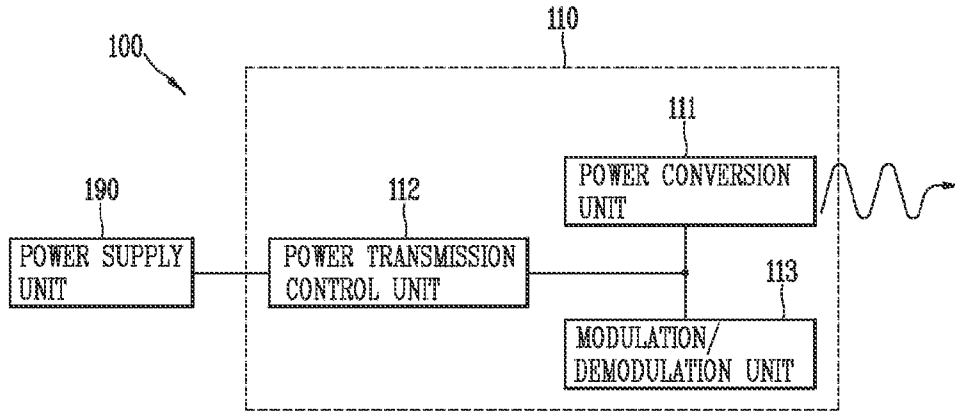 110
100
111
POWER CONVERSION
UNIT
190
112
POWER SUPPLY
UNIT
POWER TRANSMISSION
CONTROL UNIT
113
MODULATION/
DEMODULATION UNIT